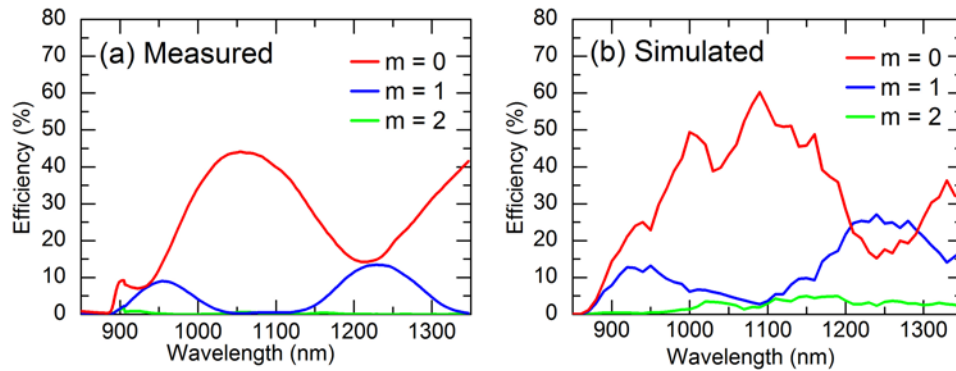 (a) Measured
m = 0
m = 1
m = 2
Efficiency (%)
80
70
60
50
40
30
20
10
0
900 1000 1100 1200 1300
Wavelength (nm)
(b) Simulated
m = 0
m = 1
m = 2
Efficiency (%)
80
70
60
50
40
30
20
10
0
900 1000 1100 1200 1300
Wavelength (nm)